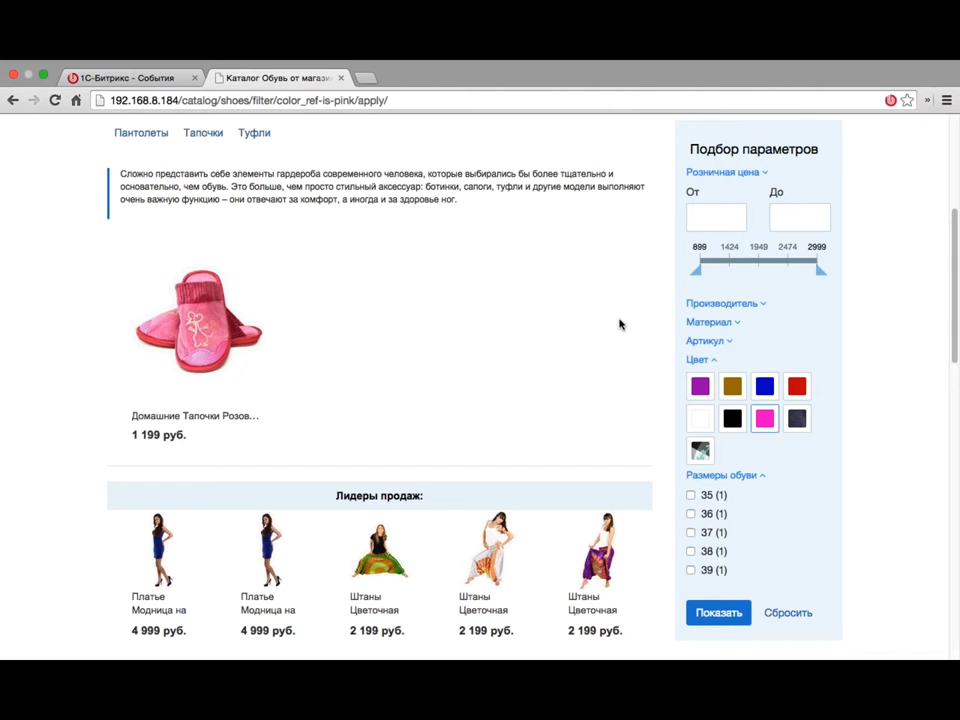 1С-Битрикс - События
Каталог Обувь от магази
192.168.8.184/catalog/shoes/filter/color_ref-is-pink/apply/
Пантолеты Тапочки Туфли
Сложно представить себе элементы гардероба современного человека, которые выбирались бы более тщательно и
основательно, чем обувь. Это больше, чем просто стильный аксессуар: ботинки, сапоги, туфли и другие модели выполняют
очень важную функцию – они отвечают за комфорт, а иногда и за здоровье ног.
Домашние Тапочки Розов...
1 199 руб.
Лидеры продаж:
Платье Платье Штаны Штаны Штаны
Модница на Модница на Цветочная Цветочная Цветочная
4 999 руб. 4 999 руб. 2 199 руб. 2 199 руб. 2 199 руб.
Подбор параметров
Розничная цена
От До
899 1424 1949 2474 2999
Производитель
Материал
Артикул
Цвет
Размеры обуви
35 (1)
36 (1)
37 (1)
38 (1)
39 (1)
Показать Сбросить